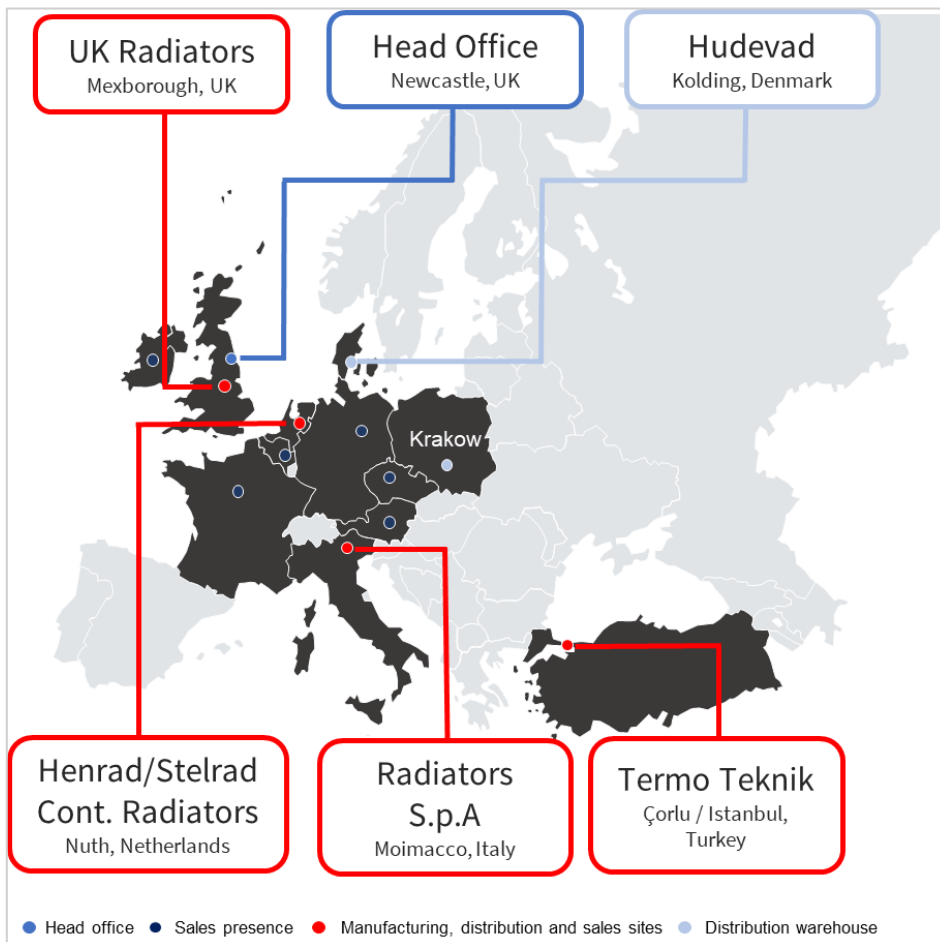 UK Radiators
Mexborough, UK
Head Office
Newcastle, UK
Hudevad
Kolding, Denmark
Krakow
Henrad/Stelrad
Cont. Radiators
Nuth, Netherlands
Radiators
S.p.A
Moimacco, Italy
Termo Teknik
Çorlu / Istanbul,
Turkey
Head office
Sales presence
Manufacturing, distribution and sales sites
Distribution warehouse